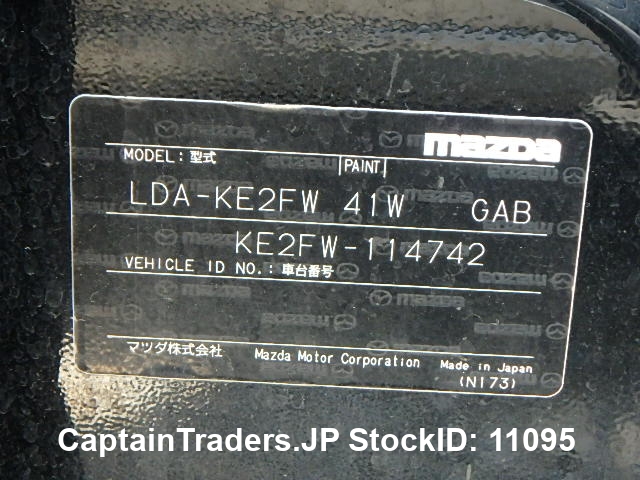 mazda
MODEL: 型式 PAINT
LDA-KE2FW 41W GAB
KE2FW-114742
VEHICLE ID NO.: 車台番号
マツダ株式会社 Mazda Motor Corporation Made in Japan
(N173)
CaptainTraders.JP StockID: 11095